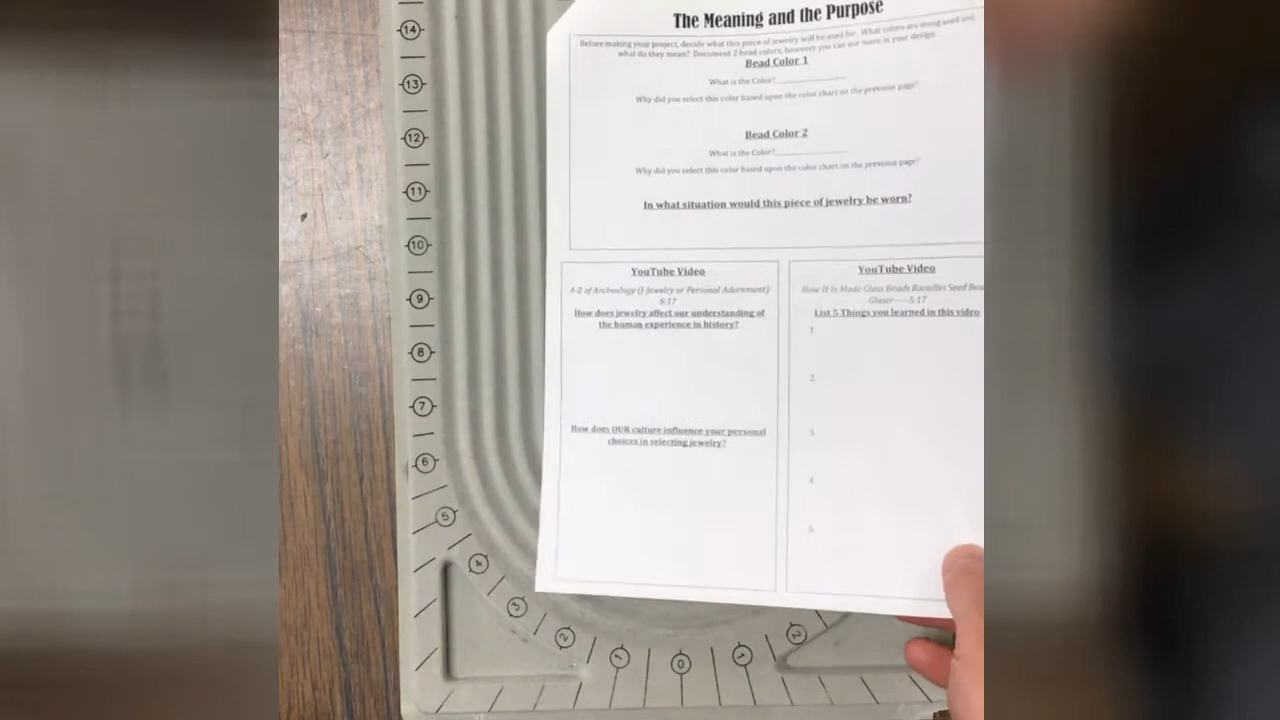 The Meaning and the Purpose
Before making your project, decide what this piece of jewelry will be used for. What colors are being used and
what do they mean? Document 2 bead colors, however you can use more in your design.
Bead Color 1
What is the Color?
Why did you select this color based upon the color chart on the previous page?
Bead Color 2
What is the Color?
Why did you select this color based upon the color chart on the previous page?
In what situation would this piece of jewelry be worn?
YouTube Video
A-Z of Archeology (J-Jewelry or Personal Adornment)
6:17
How does jewelry affect our understanding of
the human experience in history?
How does OUR culture influence your personal
choices in selecting jewelry?
YouTube Video
How It Is Made Glass Beads Rocailles Seed Bea
Glaser----5:17
List 5 Things you learned in this video
1.
2.
3.
4.
5.
14
13
12
11
10
9
8
7
6
5
4
3
2
1
0
1
2